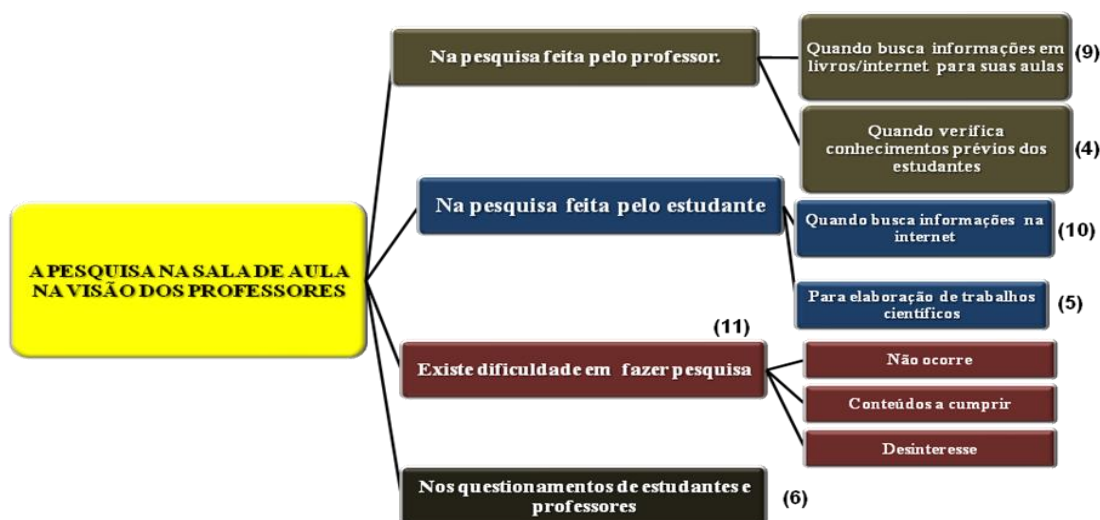 A PESQUISA NA SALA DE AULA
NA VISÃO DOS PROFESSORES
Na pesquisa feita pelo professor.
Quando busca informações em
livros/internet para suas aulas
(9)
Quando verifica
conhecimentos prévios dos
estudantes
(4)
Na pesquisa feita pelo estudante
Quando busca informações na
internet
(10)
Para elaboração de trabalhos
científicos
(5)
(11)
Existe dificuldade em fazer pesquisa
Não ocorre
Conteúdos a cumprir
Desinteresse
Nos questionamentos de estudantes e
professores
(6)